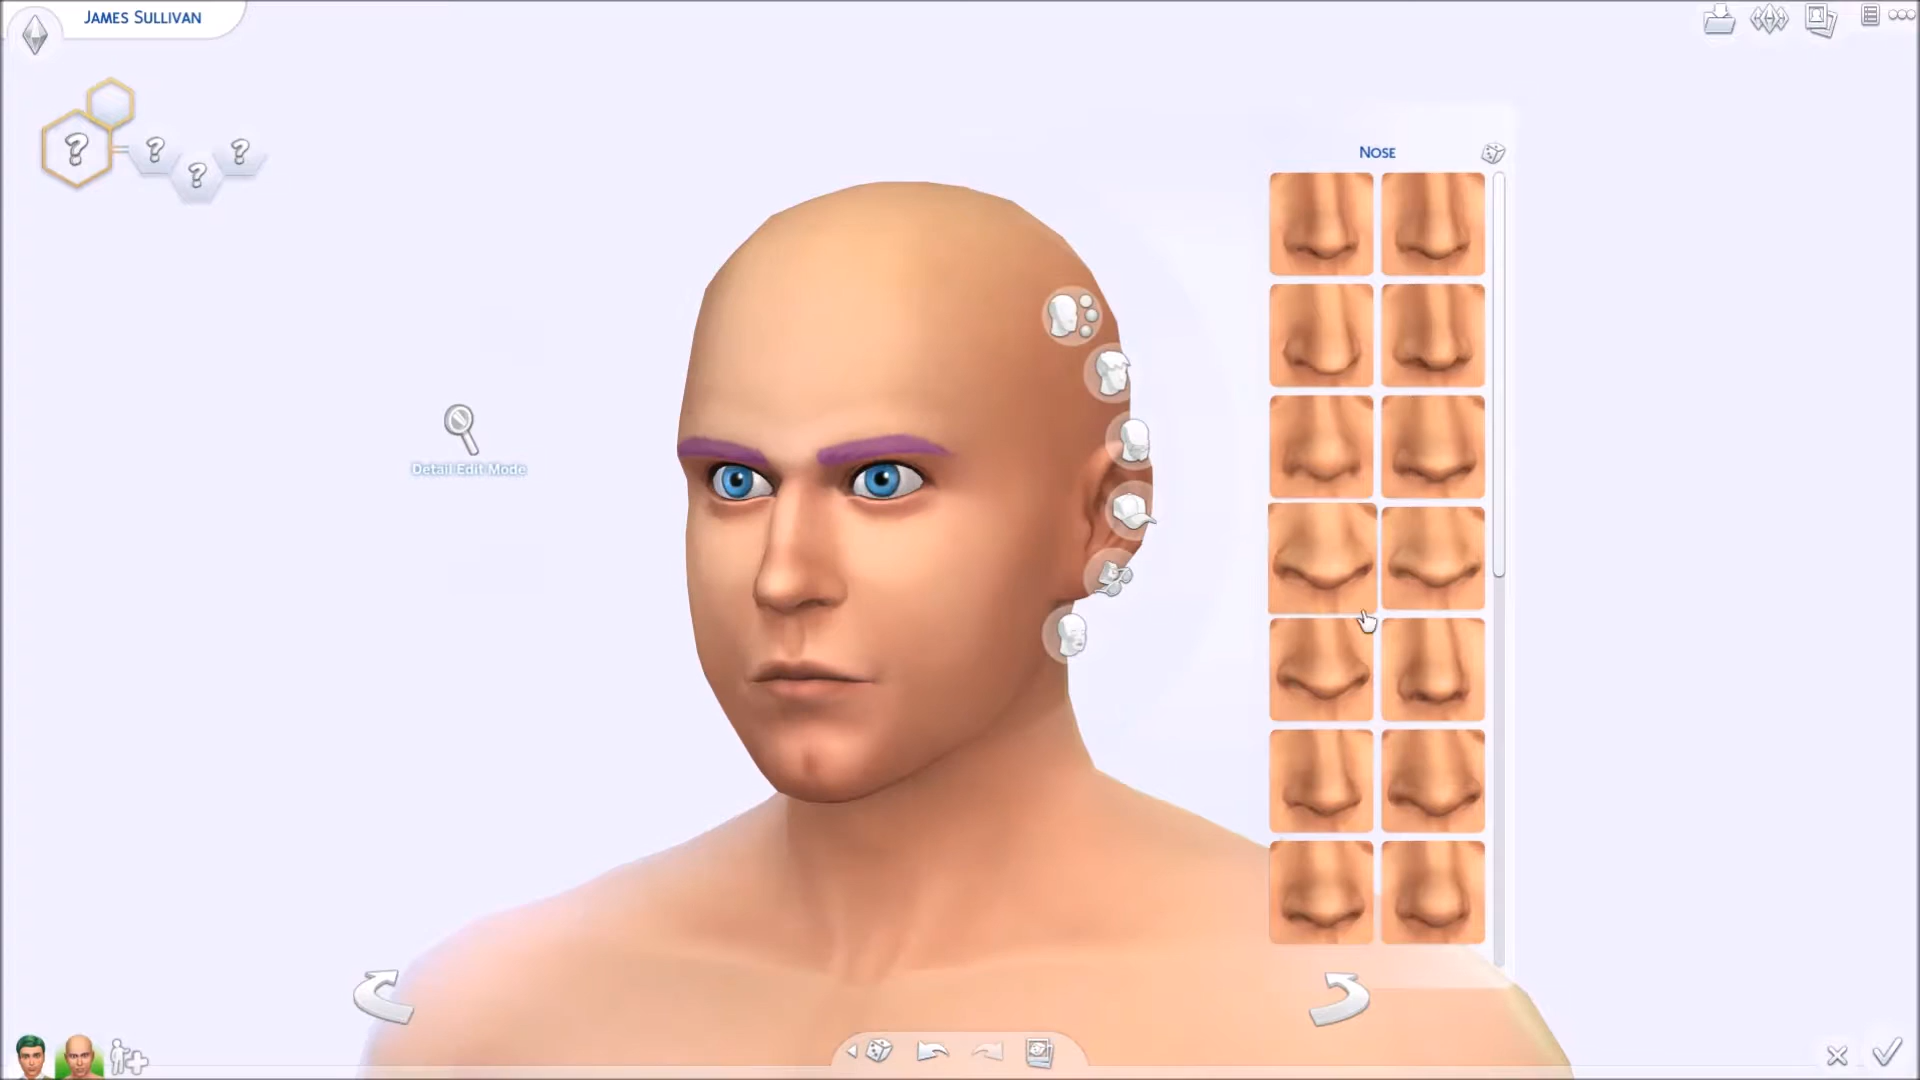 JAMES SULLIVAN
NOSE
Detail Edit Mode
?
? ? ?